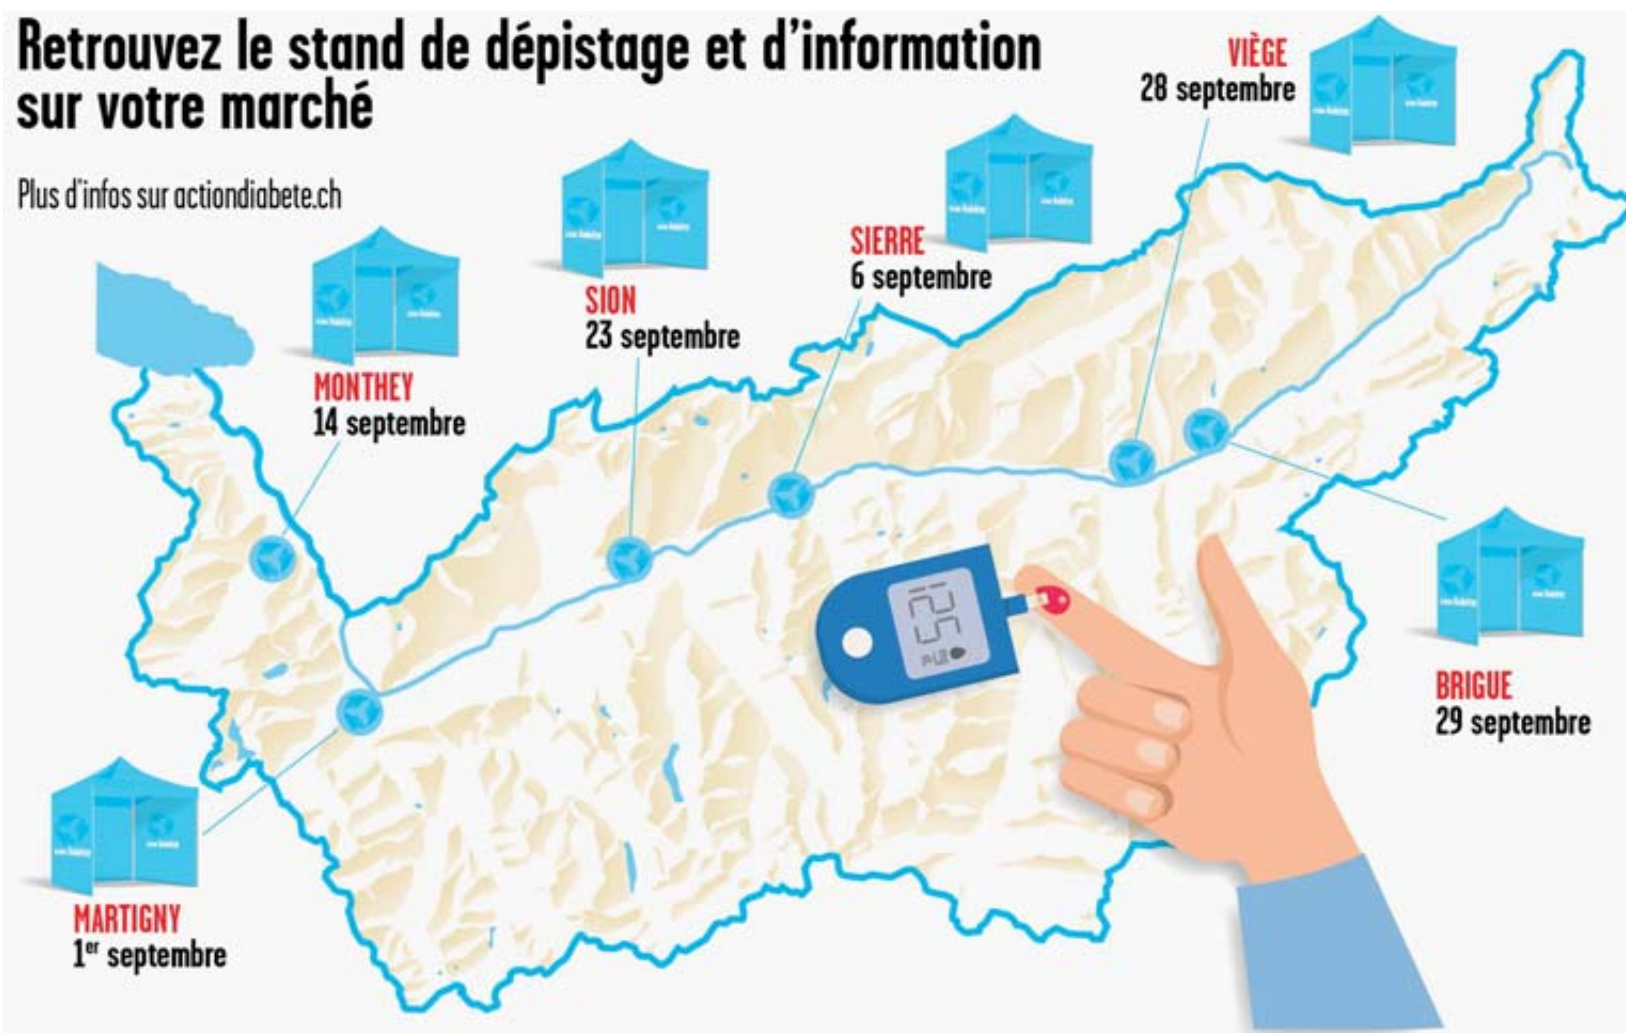 Retrouvez le stand de dépistage et d'information
sur votre marché
Plus d'infos sur actiondiabete.ch
VIÈGE
28 septembre
SIERRE
6 septembre
SION
23 septembre
MONTHEY
14 septembre
BRIGUE
29 septembre
MARTIGNY
1er septembre
125